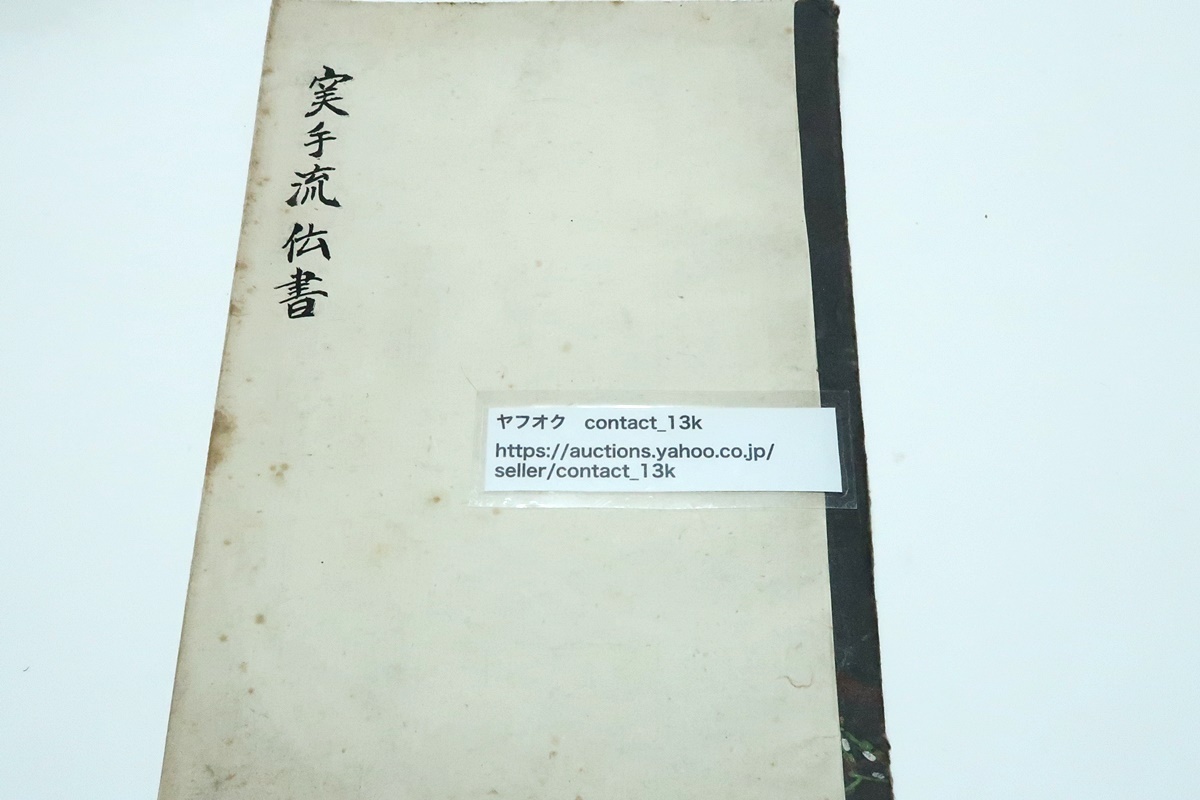 実手流伝書
ヤフオク contact_13k
https://auctions.yahoo.co.jp/
seller/contact_13k